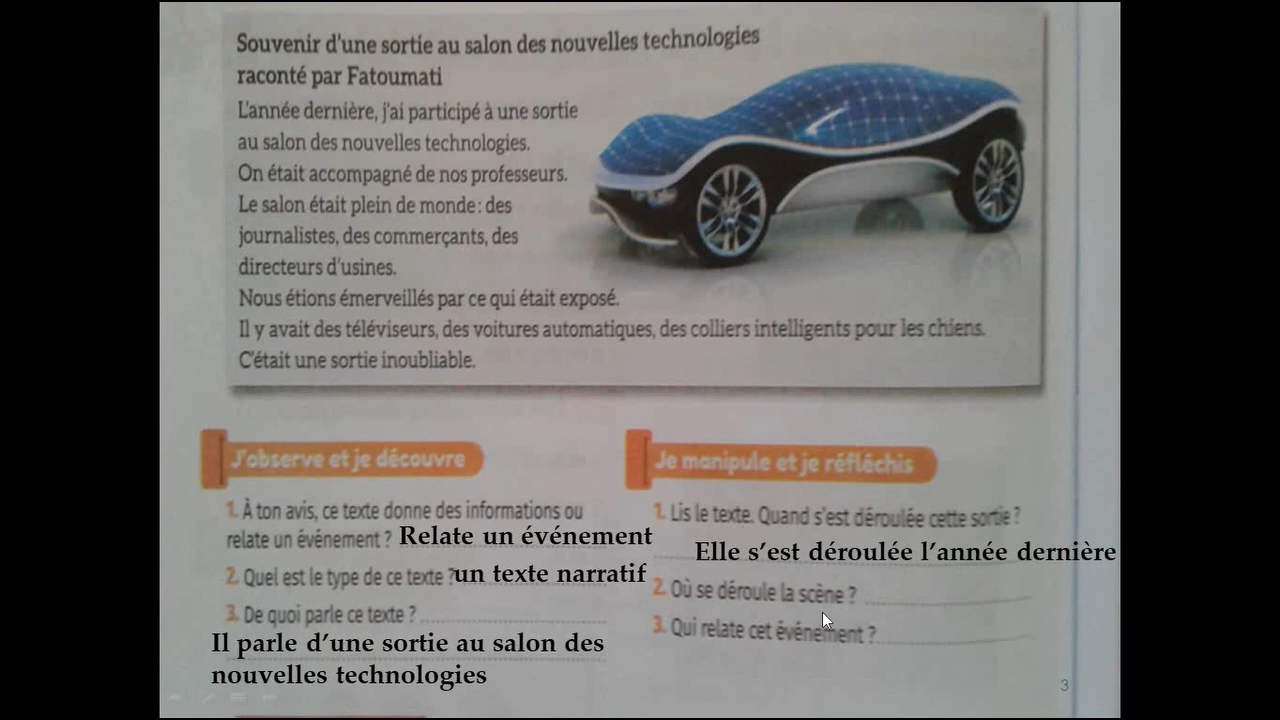 Souvenir d'une sortie au salon des nouvelles technologies
raconté par Fatoumati
L'année dernière, j'ai participé à une sortie
au salon des nouvelles technologies.
On était accompagné de nos professeurs.
Le salon était plein de monde : des
journalistes, des commerçants, des
directeurs d'usines.
Nous étions émerveillés par ce qui était exposé.
Il y avait des téléviseurs, des voitures automatiques, des colliers intelligents pour les chiens.
C'était une sortie inoubliable.
J'observe et je découvre
1. À ton avis, ce texte donne des informations ou
relate un événement ? Relate un événement
2. Quel est le type de ce texte ? un texte narratif
3. De quoi parle ce texte ?
Il parle d'une sortie au salon des
nouvelles technologies
Je manipule et je réfléchis
1. Lis le texte. Quand s'est déroulée cette sortie ?
Elle s'est déroulée l'année dernière
2. Où se déroule la scène ?
3. Qui relate cet événement ?
3